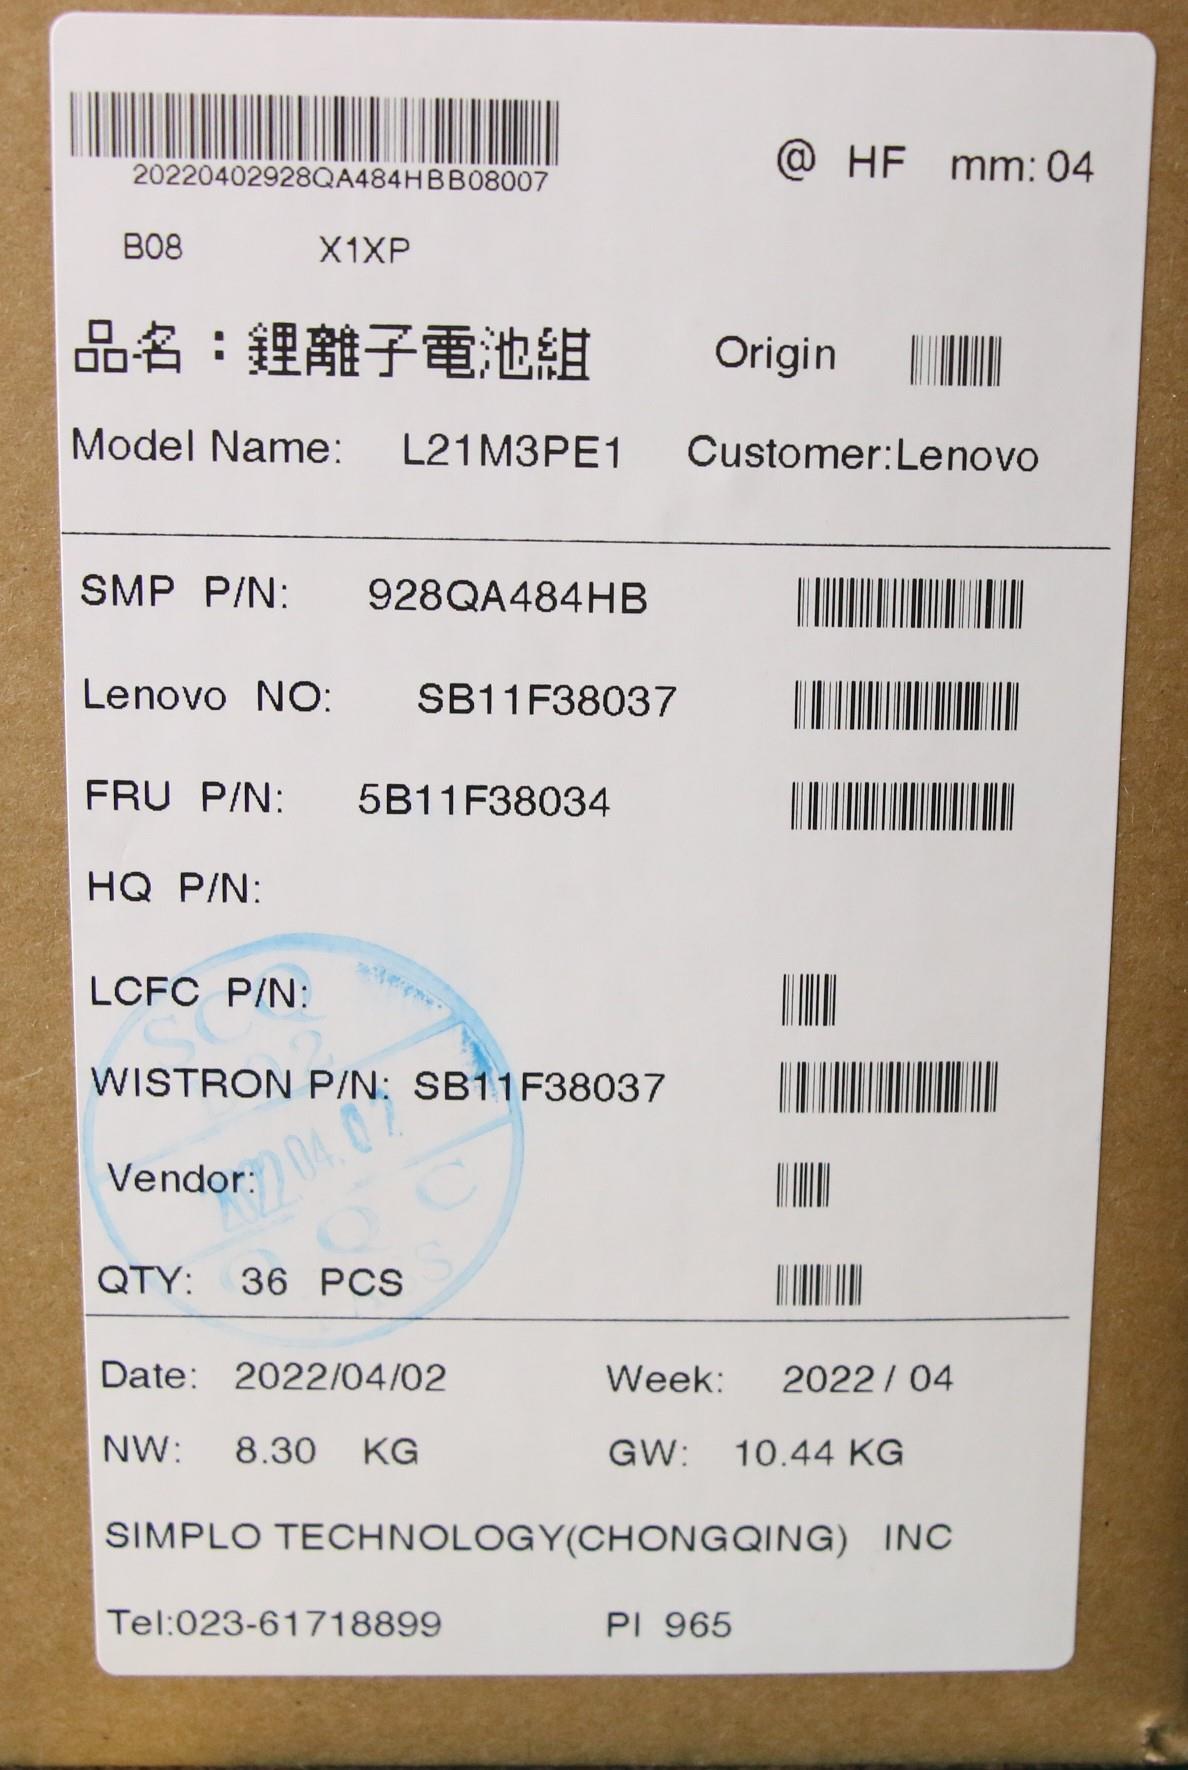 20220402928QA484HBB08007
@ HF mm: 04
B08 X1XP
品名：鋰離子電池組 Origin
Model Name: L21M3PE1 Customer:Lenovo
SMP P/N: 928QA484HB
Lenovo NO: SB11F38037
FRU P/N: 5B11F38034
HQ P/N:
LCFC P/N:
SCQ
WISTRON P/N: SB11F38037
Vendor:
QTY: 36 PCS
Date: 2022/04/02 Week: 2022 / 04
NW: 8.30 KG GW: 10.44 KG
SIMPLO TECHNOLOGY(CHONGQING) INC
Tel:023-61718899 PI 965